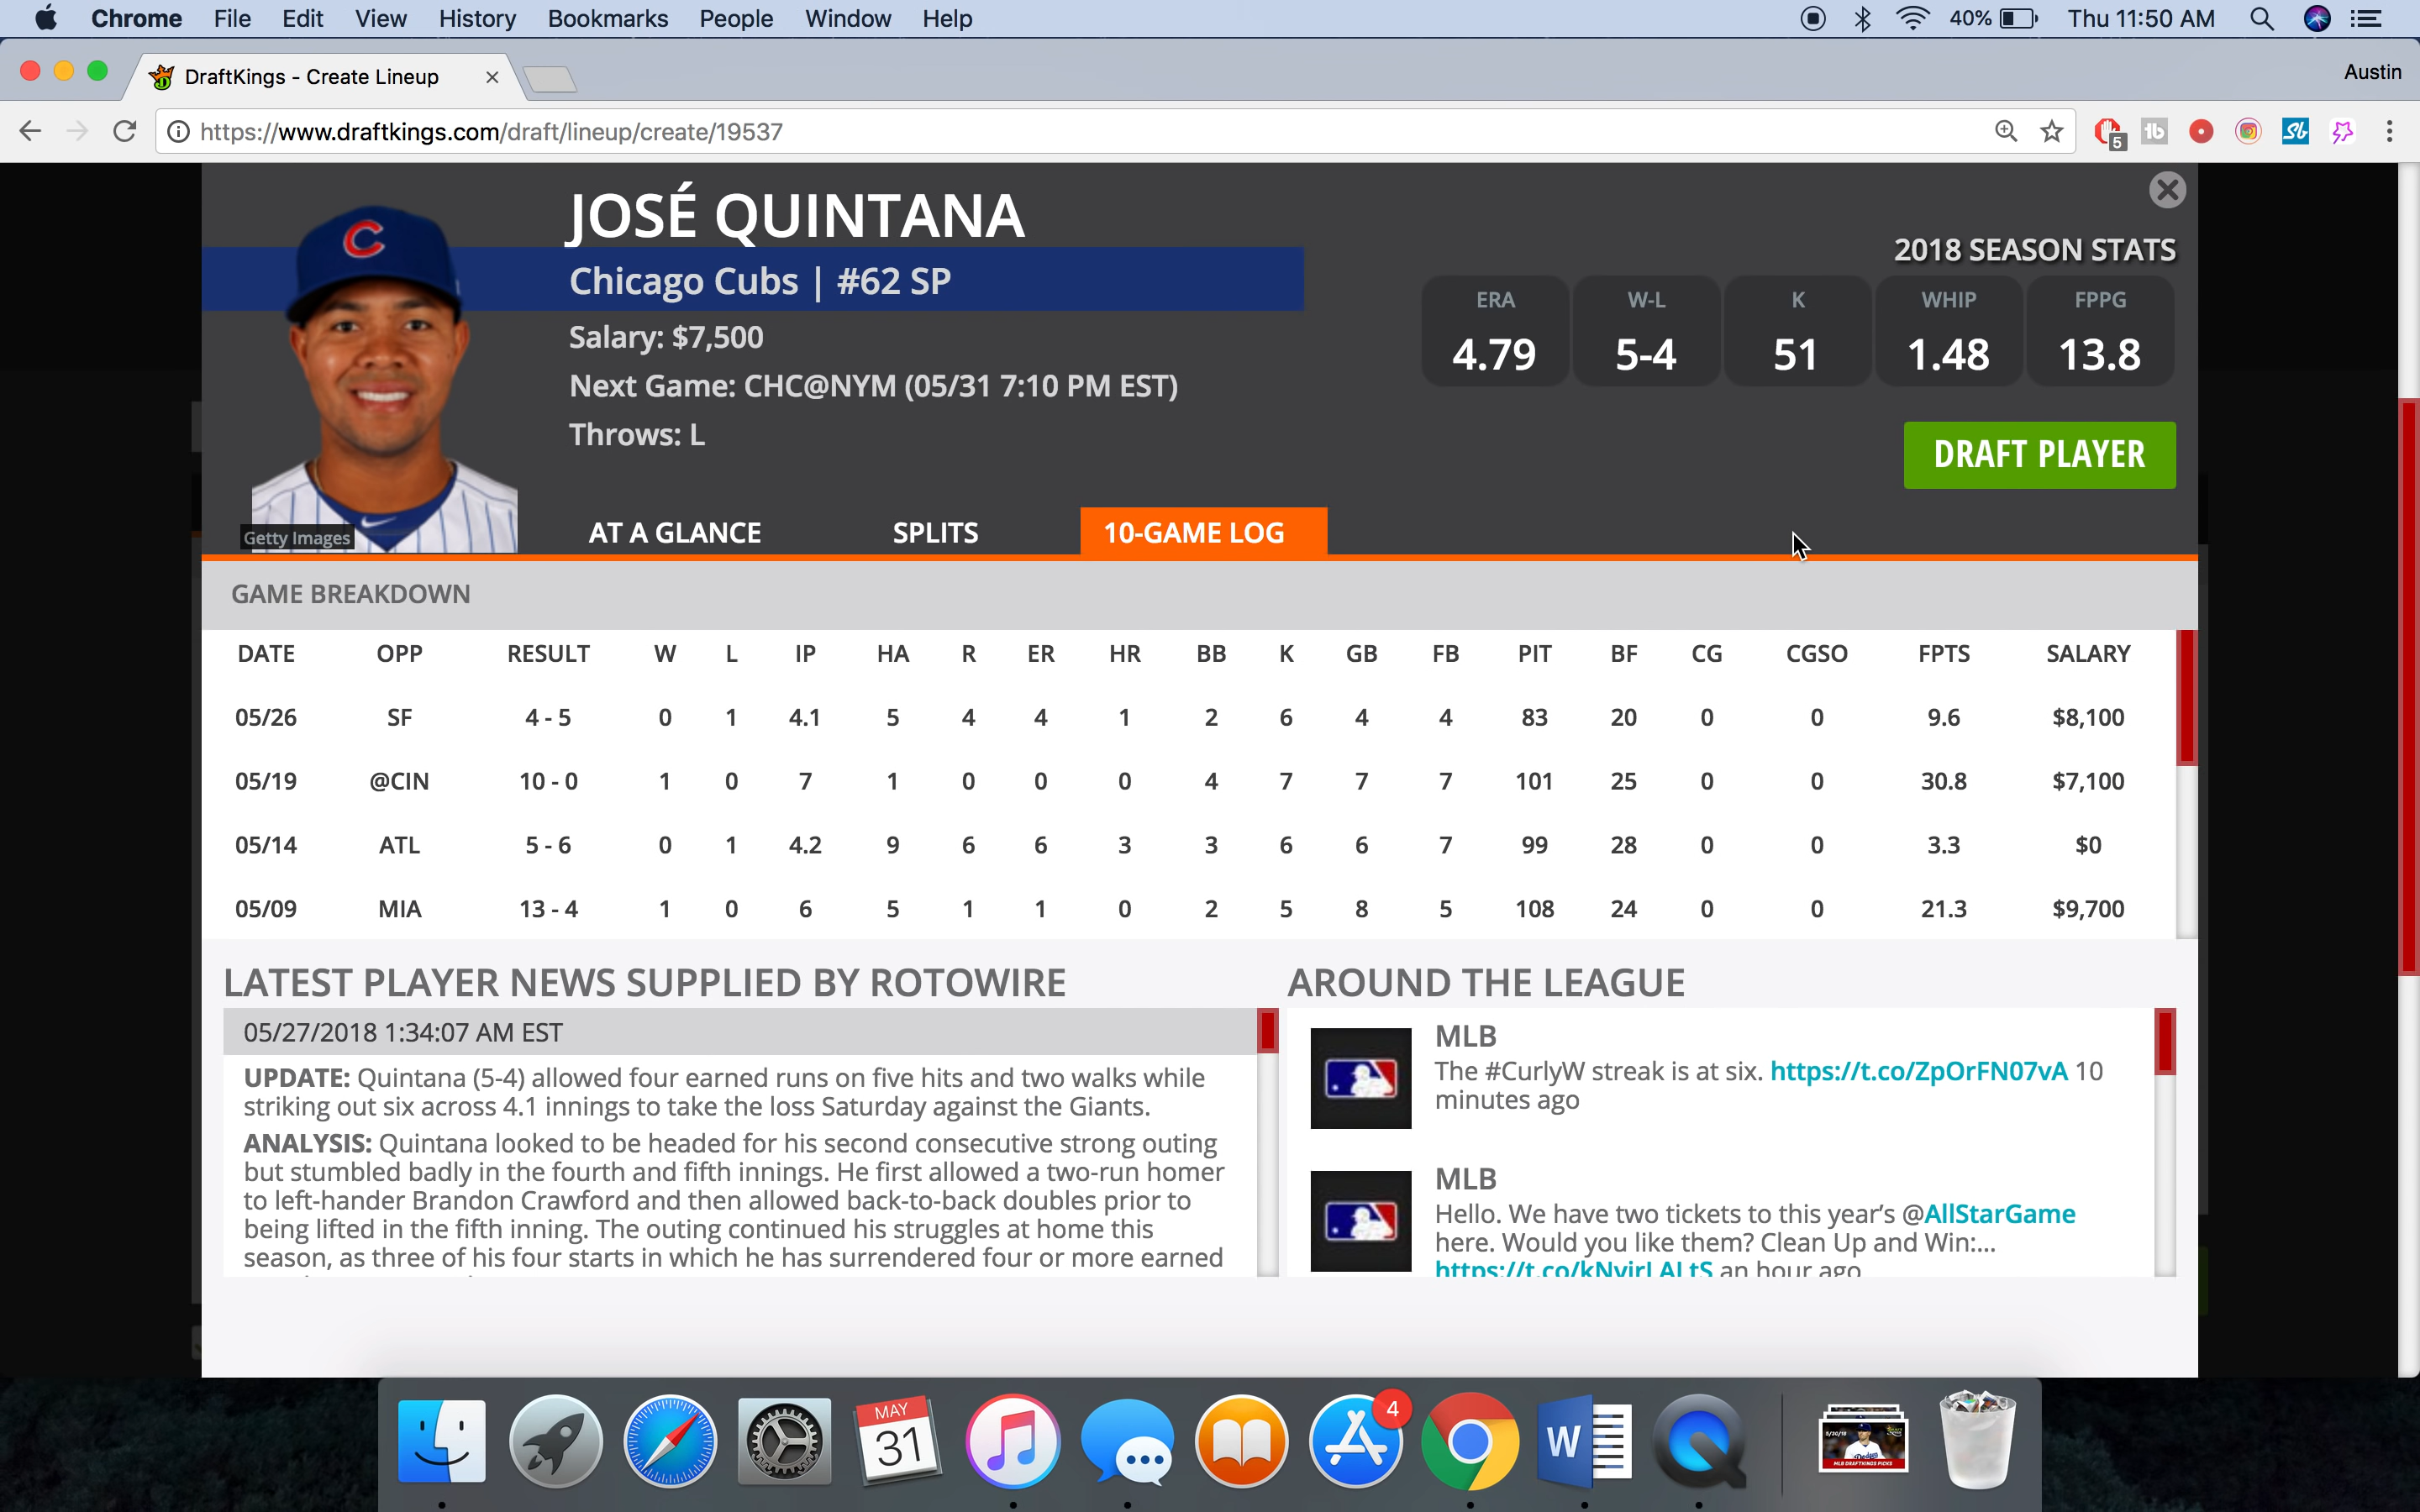 Chrome File Edit View History Bookmarks People Window Help 40% Thu 11:50 AM
DraftKings - Create Lineup
Austin
https://www.draftkings.com/draft/lineup/create/19537
5
JOSÉ QUINTANA
Chicago Cubs | #62 SP
Salary: $7,500
Next Game: CHC@NYM (05/31 7:10 PM EST)
Throws: L
2018 SEASON STATS
ERA W-L K WHIP FPPG
4.79 5-4 51 1.48 13.8
DRAFT PLAYER
Getty Images
AT A GLANCE SPLITS 10-GAME LOG
GAME BREAKDOWN
DATE OPP RESULT W L IP HA R ER HR BB K GB FB PIT BF CG CGSO FPTS SALARY
05/26 SF 4 - 5 0 1 4.1 5 4 4 1 2 6 4 4 83 20 0 0 9.6 $8,100
05/19 @CIN 10 - 0 1 0 7 1 0 0 0 4 7 7 7 101 25 0 0 30.8 $7,100
05/14 ATL 5 - 6 0 1 4.2 9 6 6 3 3 6 6 7 99 28 0 0 3.3 $0
05/09 MIA 13 - 4 1 0 6 5 1 1 0 2 5 8 5 108 24 0 0 21.3 $9,700
LATEST PLAYER NEWS SUPPLIED BY ROTOWIRE
05/27/2018 1:34:07 AM EST
UPDATE: Quintana (5-4) allowed four earned runs on five hits and two walks while
striking out six across 4.1 innings to take the loss Saturday against the Giants.
ANALYSIS: Quintana looked to be headed for his second consecutive strong outing
but stumbled badly in the fourth and fifth innings. He first allowed a two-run homer
to left-hander Brandon Crawford and then allowed back-to-back doubles prior to
being lifted in the fifth inning. The outing continued his struggles at home this
season, as three of his four starts in which he has surrendered four or more earned
AROUND THE LEAGUE
MLB
The #CurlyW streak is at six. https://t.co/ZpOrFN07vA 10
minutes ago
MLB
Hello. We have two tickets to this year's @AllStarGame
here. Would you like them? Clean Up and Win:...
an hour ago
MAY
31
4
W
5/30/18
MLB DRAFTKINGS PICKS